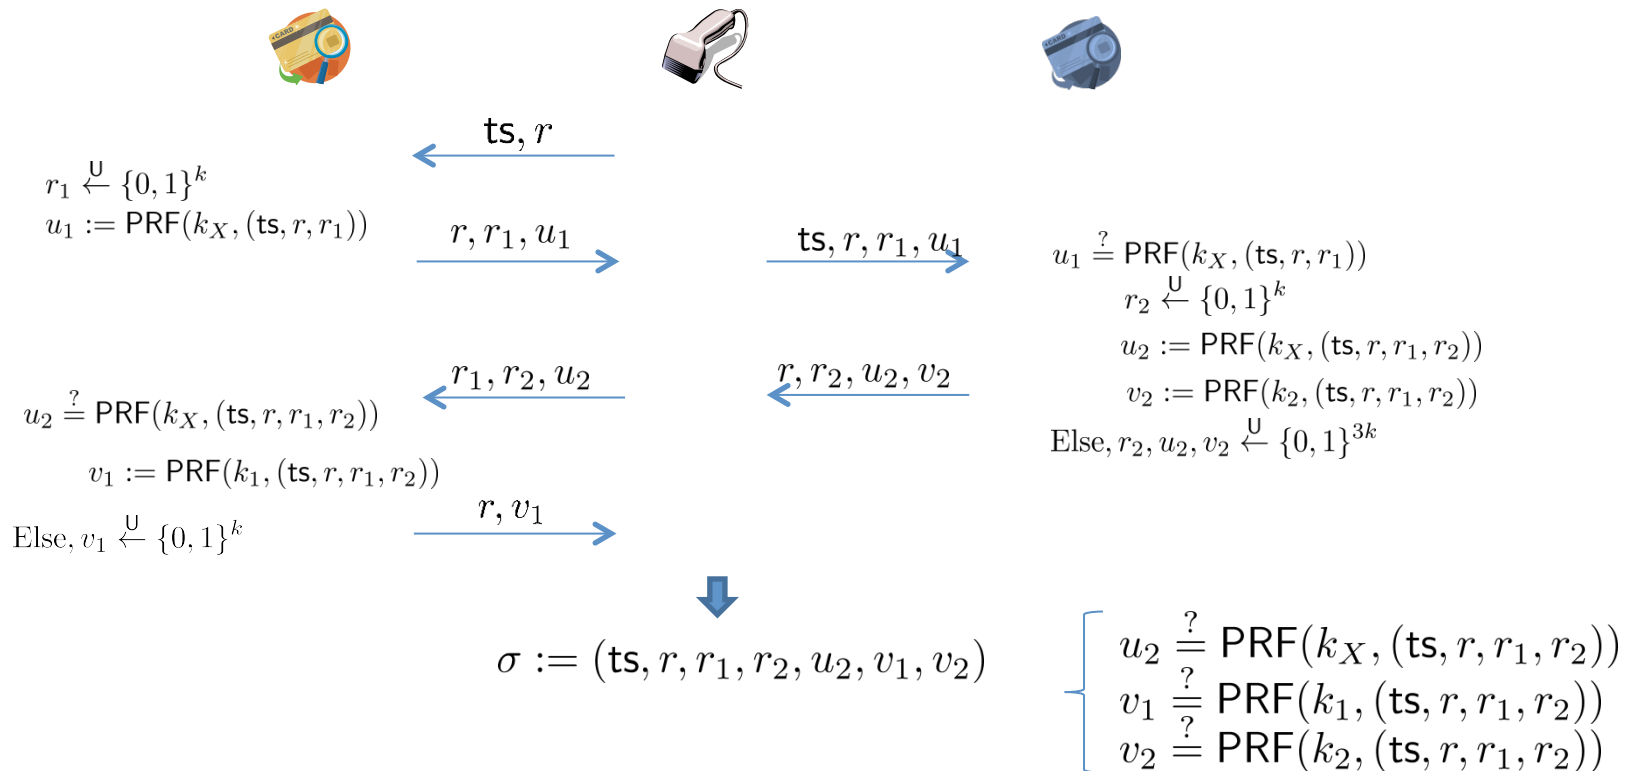 CARD
CARD
ts, r
r₁ ←ᵁ {0, 1}ᵏ
u₁ := PRF(k_X, (ts, r, r₁))
r, r₁, u₁
ts, r, r₁, u₁
u₁ ≟ PRF(k_X, (ts, r, r₁))
r₂ ←ᵁ {0, 1}ᵏ
u₂ := PRF(k_X, (ts, r, r₁, r₂))
v₂ := PRF(k₂, (ts, r, r₁, r₂))
Else, r₂, u₂, v₂ ←ᵁ {0, 1}³ᵏ
r, r₂, u₂, v₂
r₁, r₂, u₂
u₂ ≟ PRF(k_X, (ts, r, r₁, r₂))
v₁ := PRF(k₁, (ts, r, r₁, r₂))
Else, v₁ ←ᵁ {0, 1}ᵏ
r, v₁
σ := (ts, r, r₁, r₂, u₂, v₁, v₂)
u₂ ≟ PRF(k_X, (ts, r, r₁, r₂))
v₁ ≟ PRF(k₁, (ts, r, r₁, r₂))
v₂ ≟ PRF(k₂, (ts, r, r₁, r₂))